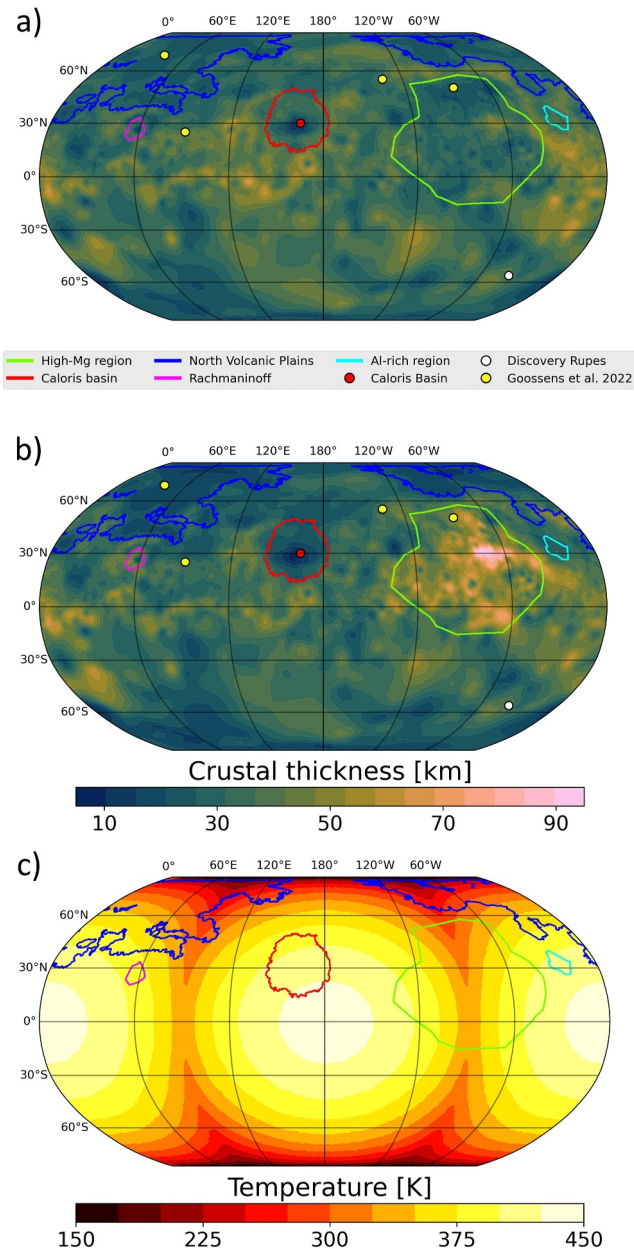 a)
0° 60°E 120°E 180° 120°W 60°W
60°N
30°N
0°
30°S
60°S
High-Mg region North Volcanic Plains Al-rich region Discovery Rupes
Caloris basin Rachmaninoff Caloris Basin Goossens et al. 2022
b)
0° 60°E 120°E 180° 120°W 60°W
60°N
30°N
0°
30°S
60°S
Crustal thickness [km]
10 30 50 70 90
c)
0° 60°E 120°E 180° 120°W 60°W
60°N
30°N
0°
30°S
60°S
Temperature [K]
150 225 300 375 450